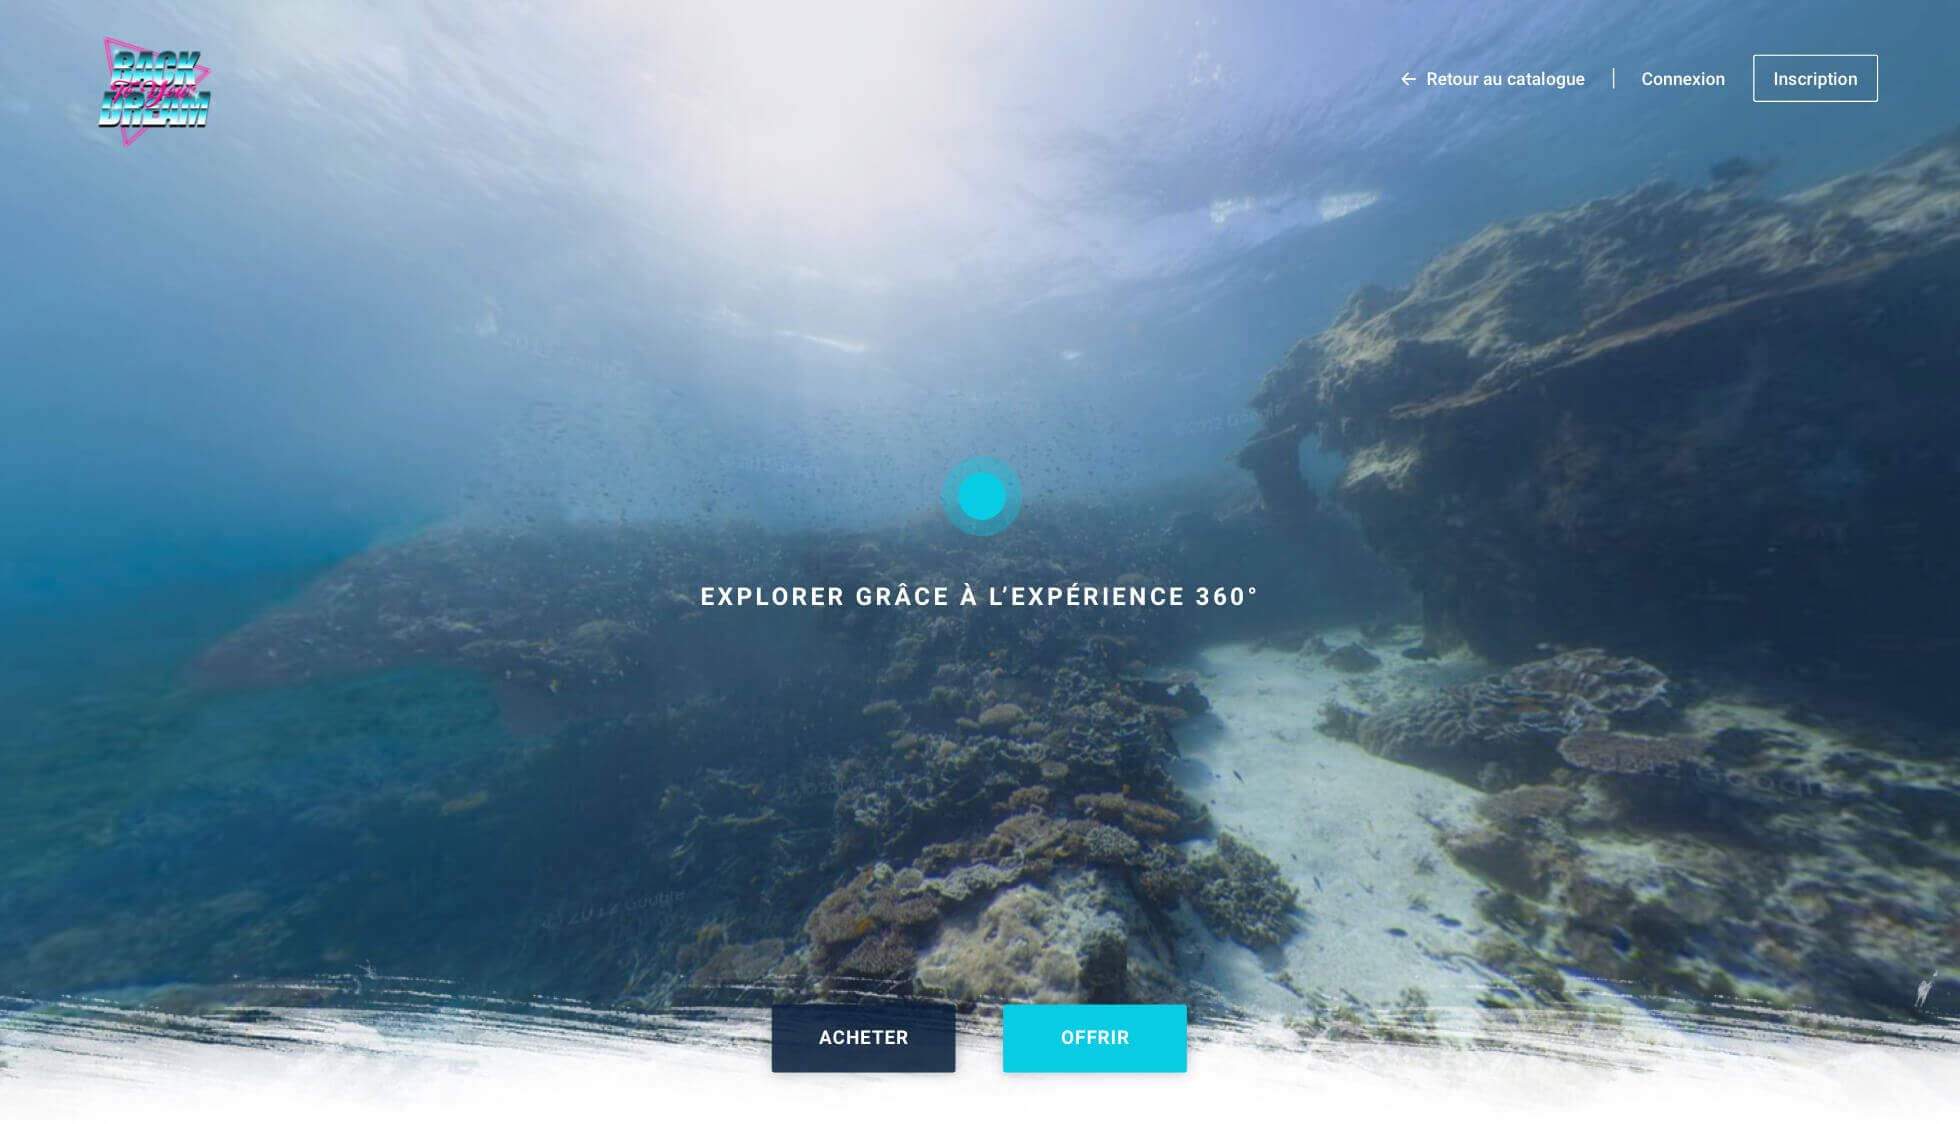 BACK
To Your
DREAM
← Retour au catalogue
Connexion
Inscription
EXPLORER GRÂCE À L’EXPÉRIENCE 360°
ACHETER
OFFRIR